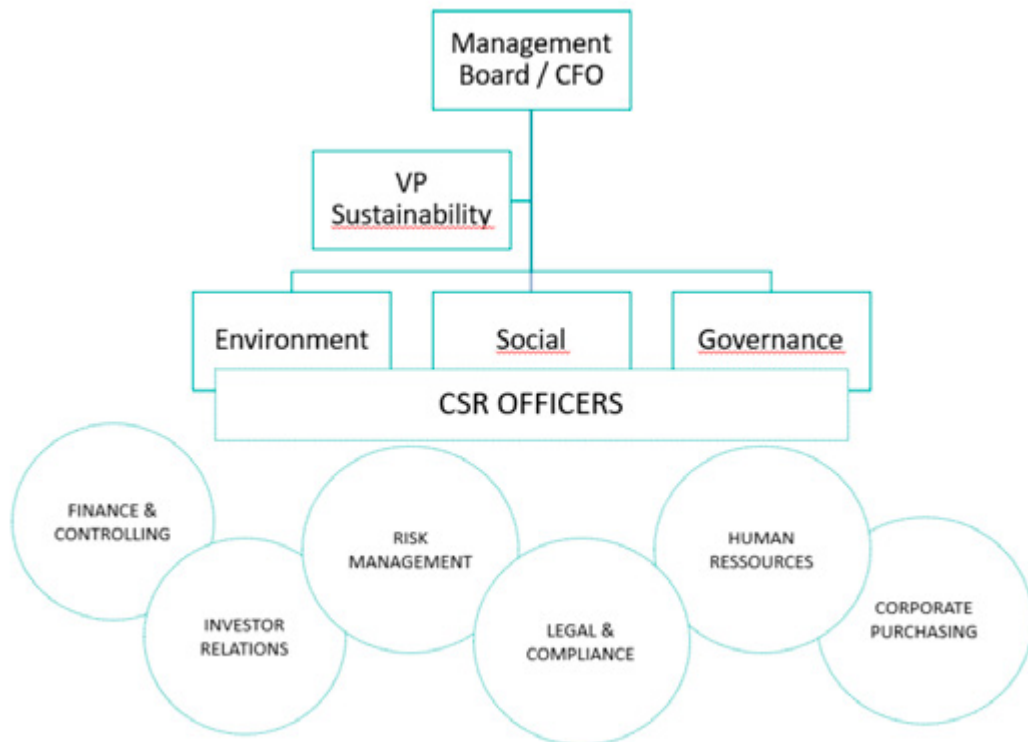 Management
Board / CFO
VP
Sustainability
Environment
Social
Governance
CSR OFFICERS
FINANCE &
CONTROLLING
INVESTOR
RELATIONS
RISK
MANAGEMENT
LEGAL &
COMPLIANCE
HUMAN
RESSOURCES
CORPORATE
PURCHASING